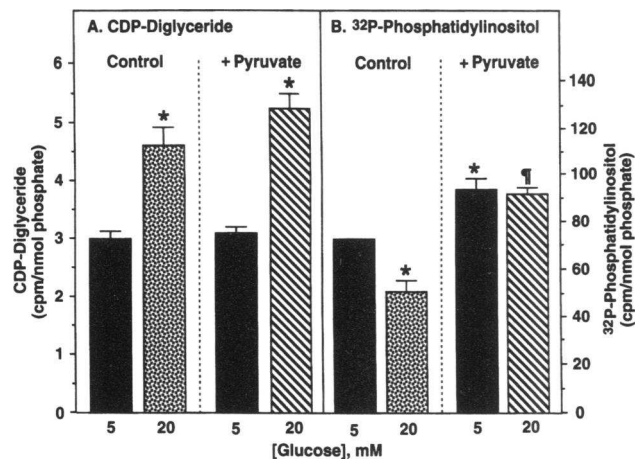 A. CDP-Diglyceride
B. ³²P-Phosphatidylinositol
Control
+ Pyruvate
Control
+ Pyruvate
CDP-Diglyceride
(cpm/nmol phosphate)
6
5
4
3
2
1
0
*
*
*
*
¶
140
120
100
80
60
40
20
0
³²P-Phosphatidylinositol
(cpm/nmol phosphate)
5
20
5
20
5
20
5
20
[Glucose], mM